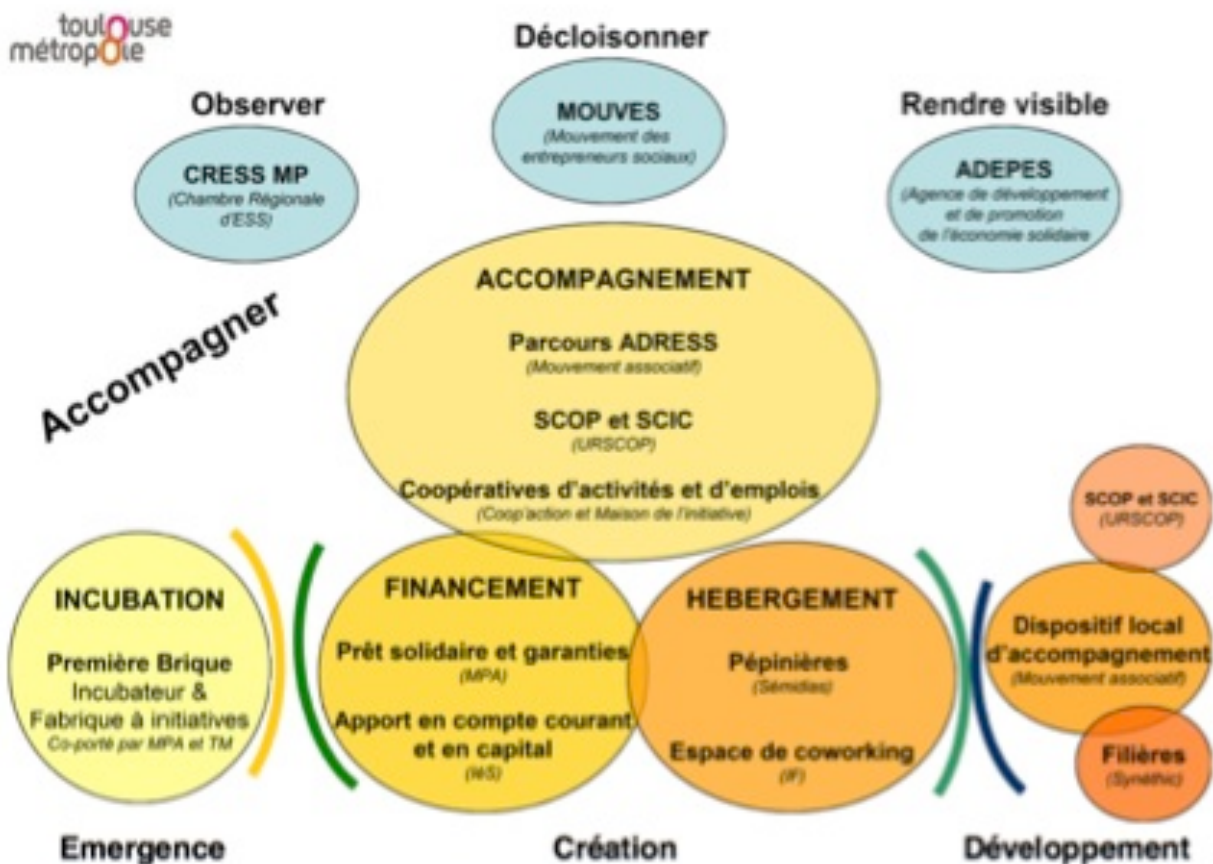 toulouse
métropole
Décloisonner
Observer
Rendre visible
MOUVES
(Mouvement des
entrepreneurs sociaux)
CRESS MP
(Chambre Régionale
d'ESS)
ADEPES
(Agence de développement
et de promotion
de l'économie solidaire
Accompagner
ACCOMPAGNEMENT
Parcours ADRESS
(Mouvement associatif)
SCOP et SCIC
(URSCOP)
Coopératives d'activités et d'emplois
(Coop'action et Maison de l'initiative)
INCUBATION
Première Brique
Incubateur &
Fabrique à initiatives
Co-porté par MPA et TM
FINANCEMENT
Prêt solidaire et garanties
(MPA)
Apport en compte courant
et en capital
(IéS)
HEBERGEMENT
Pépinières
(Sémidias)
Espace de coworking
(IF)
SCOP et SCIC
(URSCOP)
Dispositif local
d'accompagnement
(Mouvement associatif)
Filières
(Synéthic)
Emergence
Création
Développement